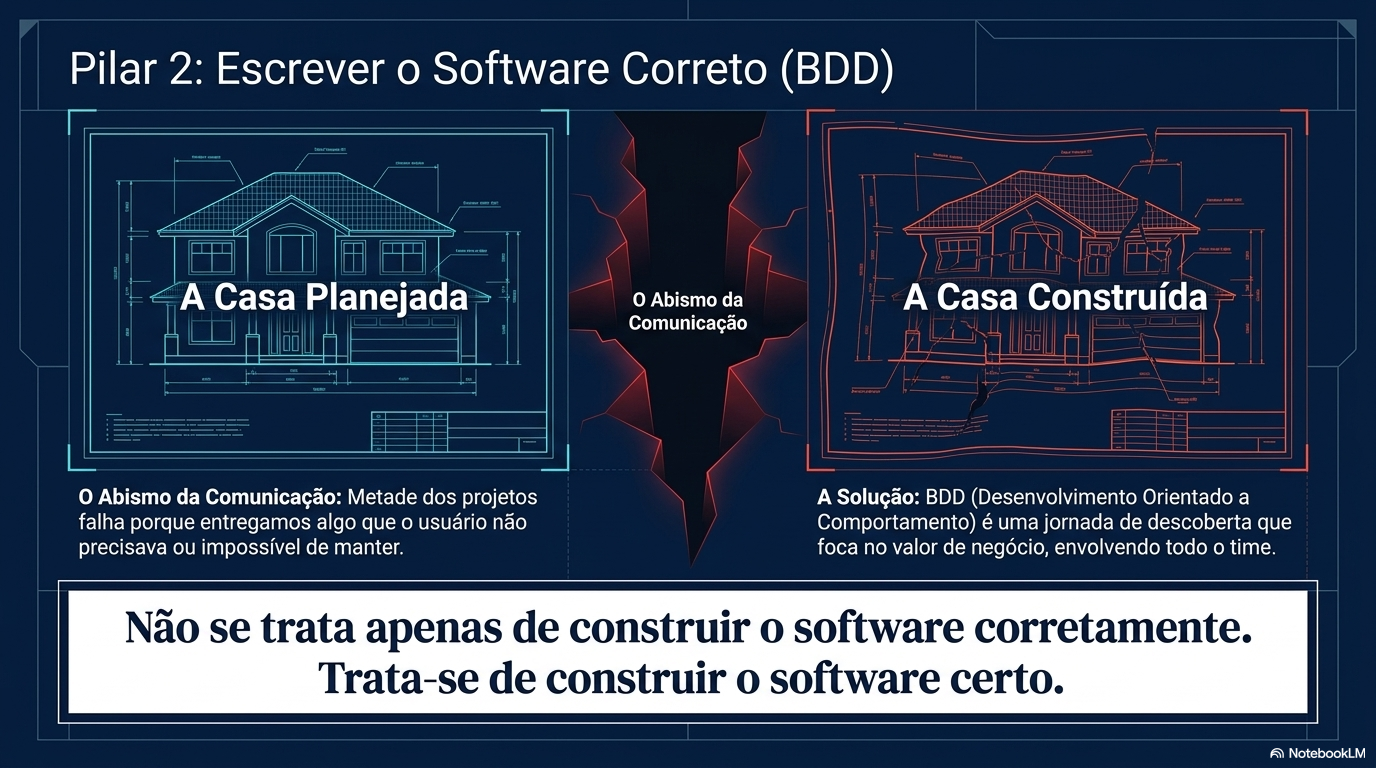 Pilar 2: Escrever o Software Correto (BDD)
A Casa Planejada
O Abismo da
Comunicação
A Casa Construída
O Abismo da Comunicação: Metade dos projetos
falha porque entregamos algo que o usuário não
precisava ou impossível de manter.
A Solução: BDD (Desenvolvimento Orientado a
Comportamento) é uma jornada de descoberta que
foca no valor de negócio, envolvendo todo o time.
Não se trata apenas de construir o software corretamente.
Trata-se de construir o software certo.
NotebookLM